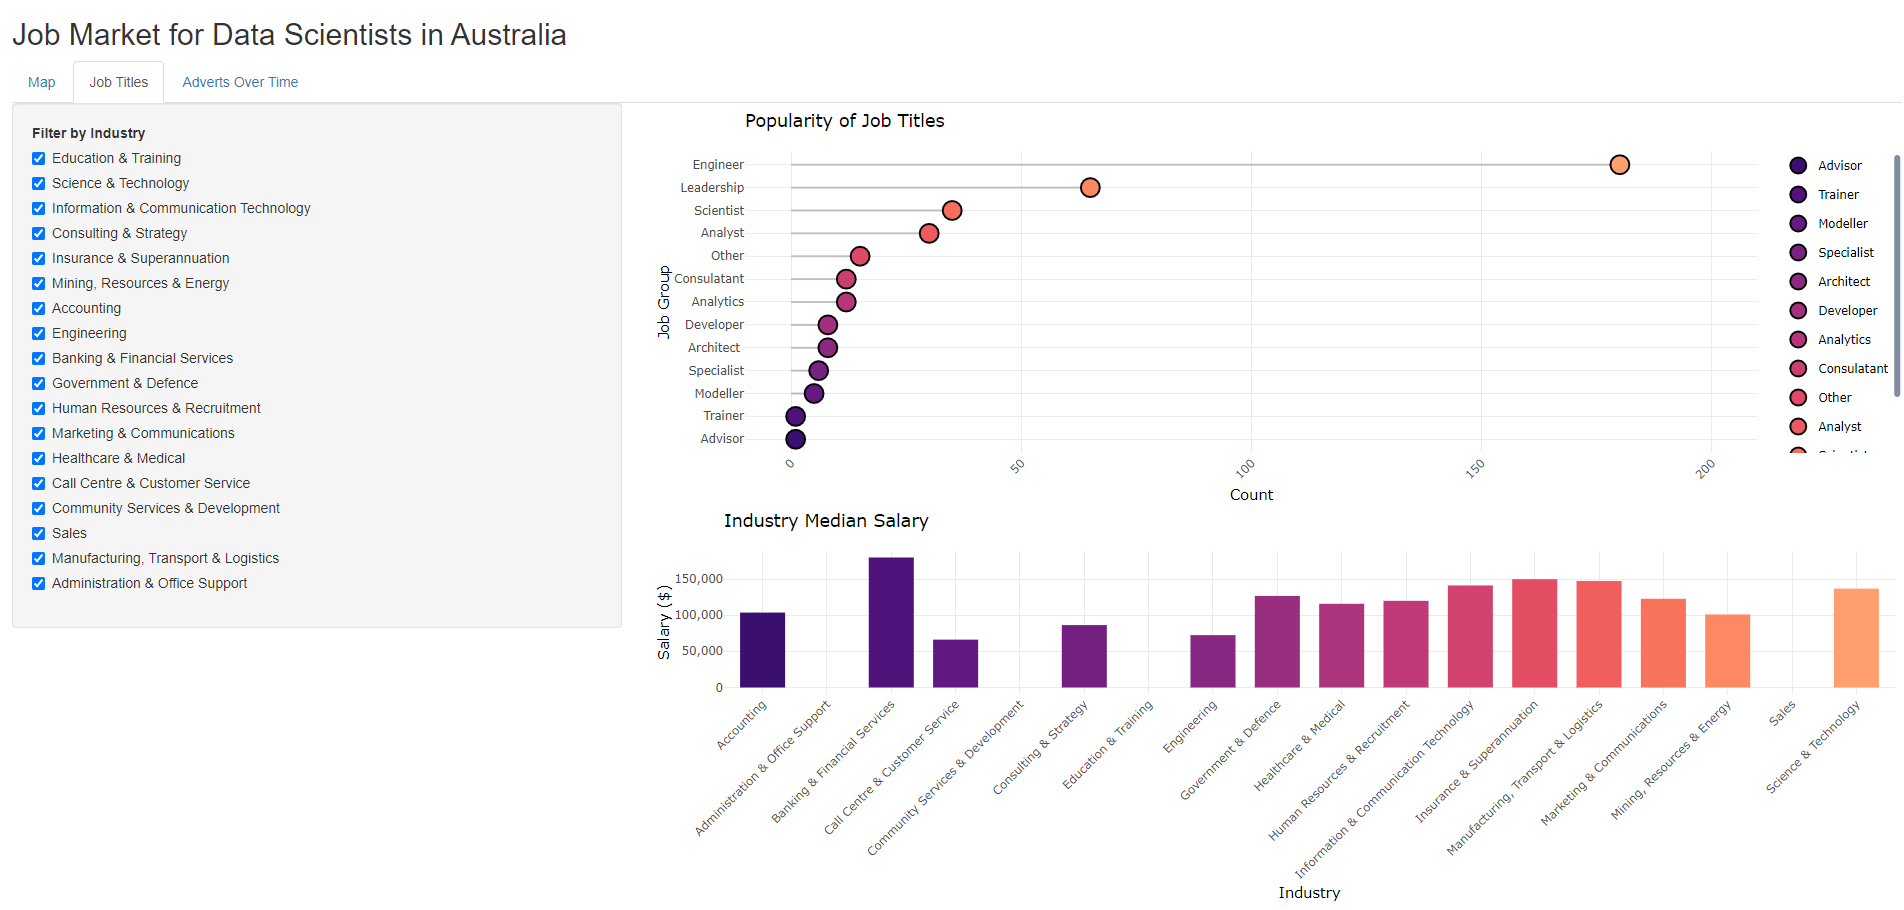 Job Market for Data Scientists in Australia
Map
Job Titles
Adverts Over Time
Filter by Industry
Education & Training
Science & Technology
Information & Communication Technology
Consulting & Strategy
Insurance & Superannuation
Mining, Resources & Energy
Accounting
Engineering
Banking & Financial Services
Government & Defence
Human Resources & Recruitment
Marketing & Communications
Healthcare & Medical
Call Centre & Customer Service
Community Services & Development
Sales
Manufacturing, Transport & Logistics
Administration & Office Support
Popularity of Job Titles
Job Group
Engineer
Leadership
Scientist
Analyst
Other
Consulatant
Analytics
Developer
Architect
Specialist
Modeller
Trainer
Advisor
0
50
100
150
200
Count
Advisor
Trainer
Modeller
Specialist
Architect
Developer
Analytics
Consulatant
Other
Analyst
Industry Median Salary
Salary ($)
150,000
100,000
50,000
0
Accounting
Administration & Office Support
Banking & Financial Services
Call Centre & Customer Service
Community Services & Development
Consulting & Strategy
Education & Training
Engineering
Government & Defence
Healthcare & Medical
Human Resources & Recruitment
Information & Communication Technology
Insurance & Superannuation
Manufacturing, Transport & Logistics
Marketing & Communications
Mining, Resources & Energy
Sales
Science & Technology
Industry